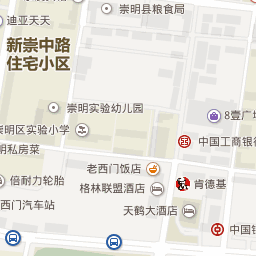 崇明县粮食局
迪亚天天
新崇中路
住宅小区
崇明实验幼儿园
8壹广场
崇明区实验小学
中国工商银
明私房菜
老西门饭店
倍耐力轮胎
格林联盟酒店
肯德基
老西门汽车站
天鹤大酒店
中国银